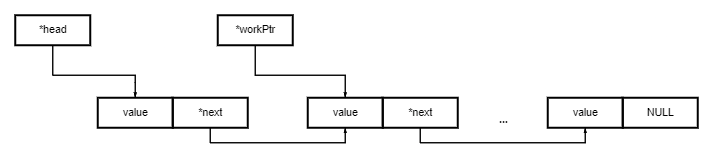 *head
*workPtr
value *next
value *next
...
value NULL